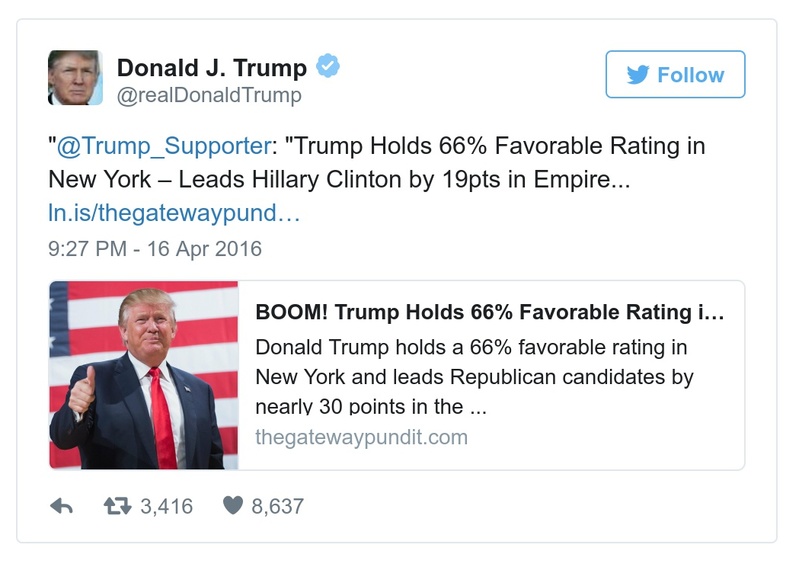 Donald J. Trump
@realDonaldTrump
Follow
"@Trump_Supporter: "Trump Holds 66% Favorable Rating in
New York – Leads Hillary Clinton by 19pts in Empire...
ln.is/thegatewaypund…
9:27 PM - 16 Apr 2016
BOOM! Trump Holds 66% Favorable Rating i…
Donald Trump holds a 66% favorable rating in
New York and leads Republican candidates by
nearly 30 points in the ...
thegatewaypundit.com
3,416
8,637